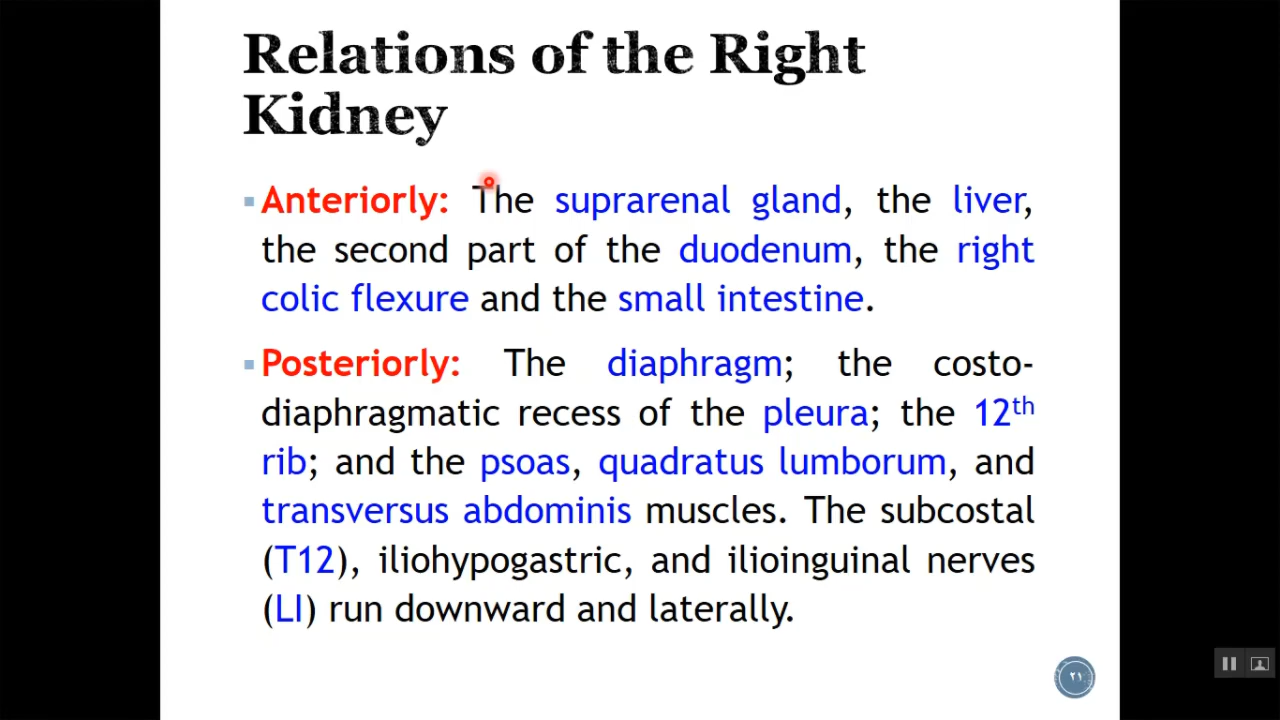 Relations of the Right
Kidney
Anteriorly: The suprarenal gland, the liver,
the second part of the duodenum, the right
colic flexure and the small intestine.
Posteriorly: The diaphragm; the costo-
diaphragmatic recess of the pleura; the 12th
rib; and the psoas, quadratus lumborum, and
transversus abdominis muscles. The subcostal
(T12), iliohypogastric, and ilioinguinal nerves
(LI) run downward and laterally.
٢١